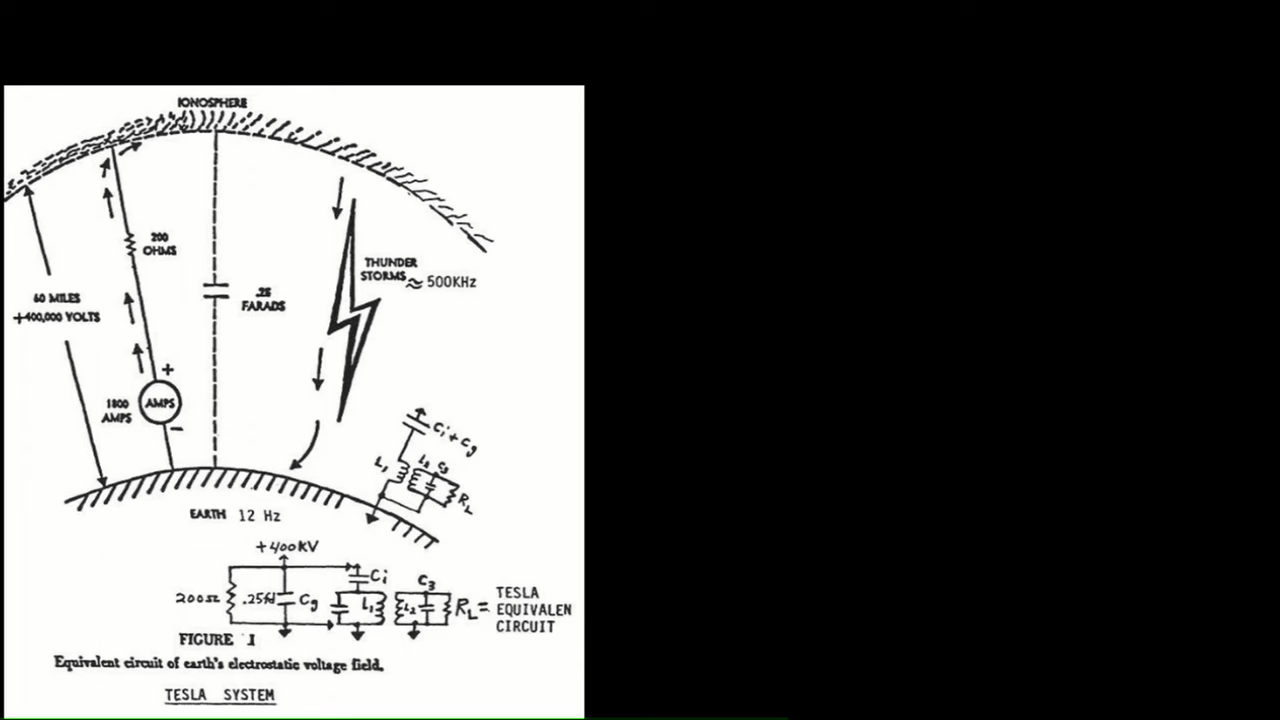 IONOSPHERE
200
OHMS
60 MILES
+400,000 VOLTS
.25
FARADS
THUNDER
STORMS ≈ 500KHz
+
1800
AMPS
AMPS
−
Ci + Cg
L1
L2 C3
RL
EARTH 12 Hz
+400KV
200Ω
.25fd
Cg
Ci
L1
L2
C3
RL =
TESLA
EQUIVALEN
CIRCUIT
FIGURE 1
Equivalent circuit of earth's electrostatic voltage field.
TESLA SYSTEM